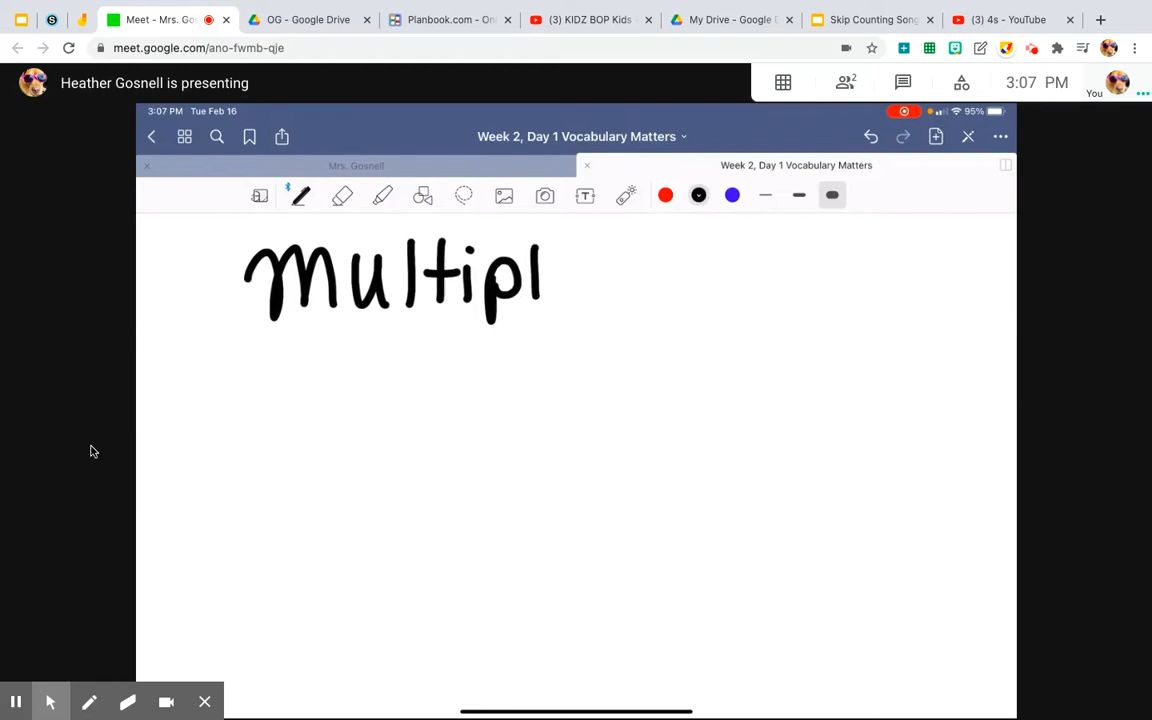 Meet - Mrs. Go
OG - Google Drive
Planbook.com - On
(3) KIDZ BOP Kids -
My Drive - Google D
Skip Counting Song
(3) 4s - YouTube
meet.google.com/ano-fwmb-qje
Heather Gosnell is presenting
2
3:07 PM
You
3:07 PM Tue Feb 16
95%
Week 2, Day 1 Vocabulary Matters
Mrs. Gosnell
Week 2, Day 1 Vocabulary Matters
Multipl